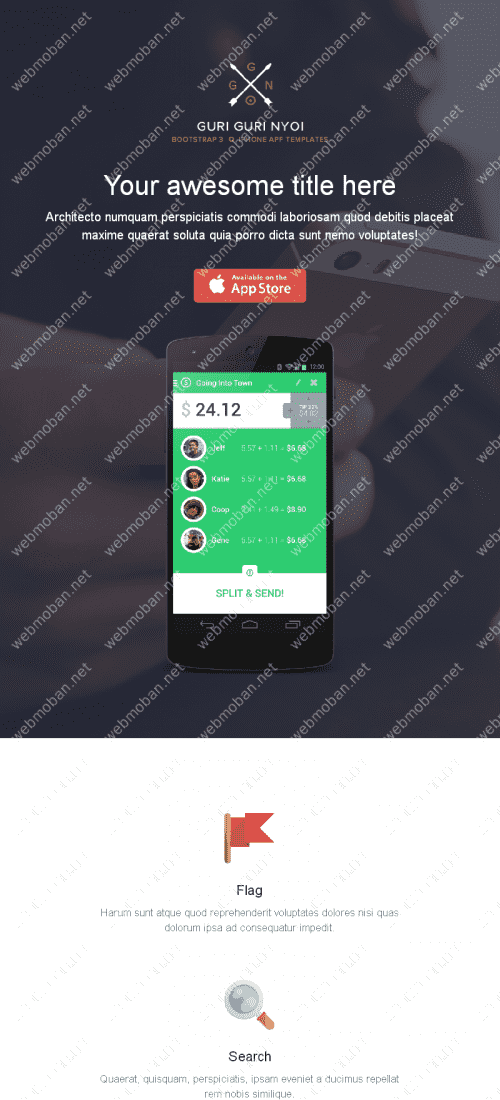 G
G N
GURI GURI NYOI
BOOTSTRAP 3 IPHONE APP TEMPLATES
Your awesome title here
Architecto numquam perspiciatis commodi laboriosam quod debitis placeat
maxime quaerat soluta quia porro dicta sunt nemo voluptates!
Available on the
App Store
12:00
Going Into Town
$ 24.12
Jeff 5.57 + 1.11 = $6.68
Katie 5.57 + 1.11 = $6.68
Coop + 1.49 = $8.90
Gene 5.57 + 1.11 = $6.68
SPLIT & SEND!
Flag
Harum sunt atque quod reprehenderit voluptates dolores nisi quas
dolorum ipsa ad consequatur impedit.
Search
Quaerat, quisquam, perspiciatis, ipsam eveniet a ducimus repellat
rem nobis similique.
webmoban.net